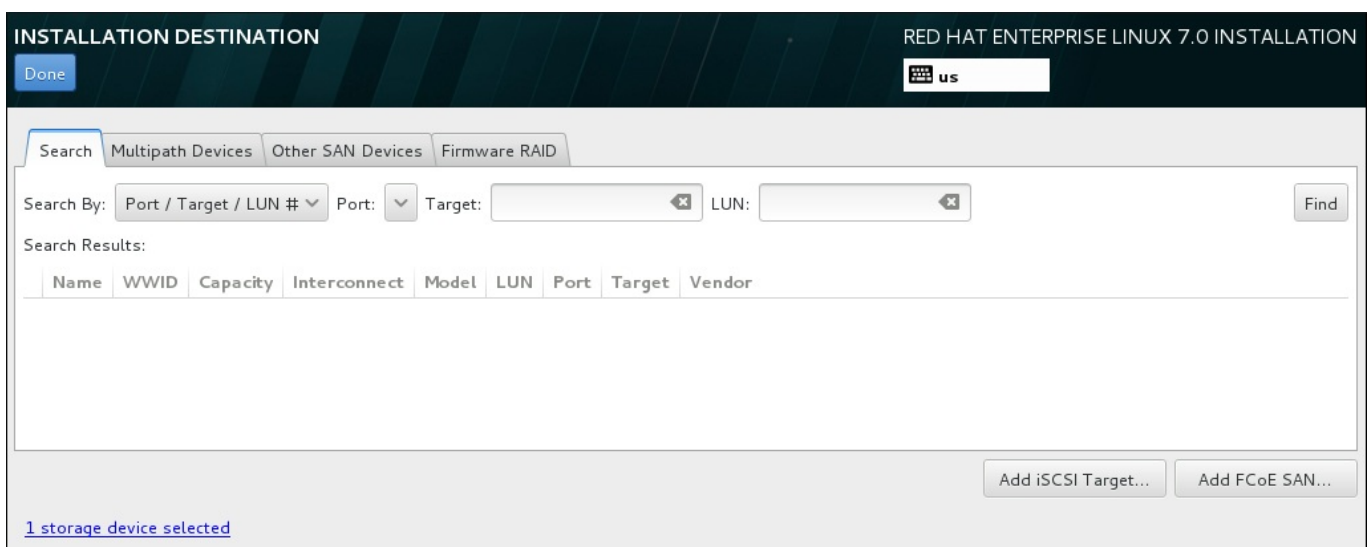 INSTALLATION DESTINATION
RED HAT ENTERPRISE LINUX 7.0 INSTALLATION
Done
us
Search Multipath Devices Other SAN Devices Firmware RAID
Search By: Port / Target / LUN # Port: Target: LUN: Find
Search Results:
Name WWID Capacity Interconnect Model LUN Port Target Vendor
Add iSCSI Target... Add FCoE SAN...
1 storage device selected